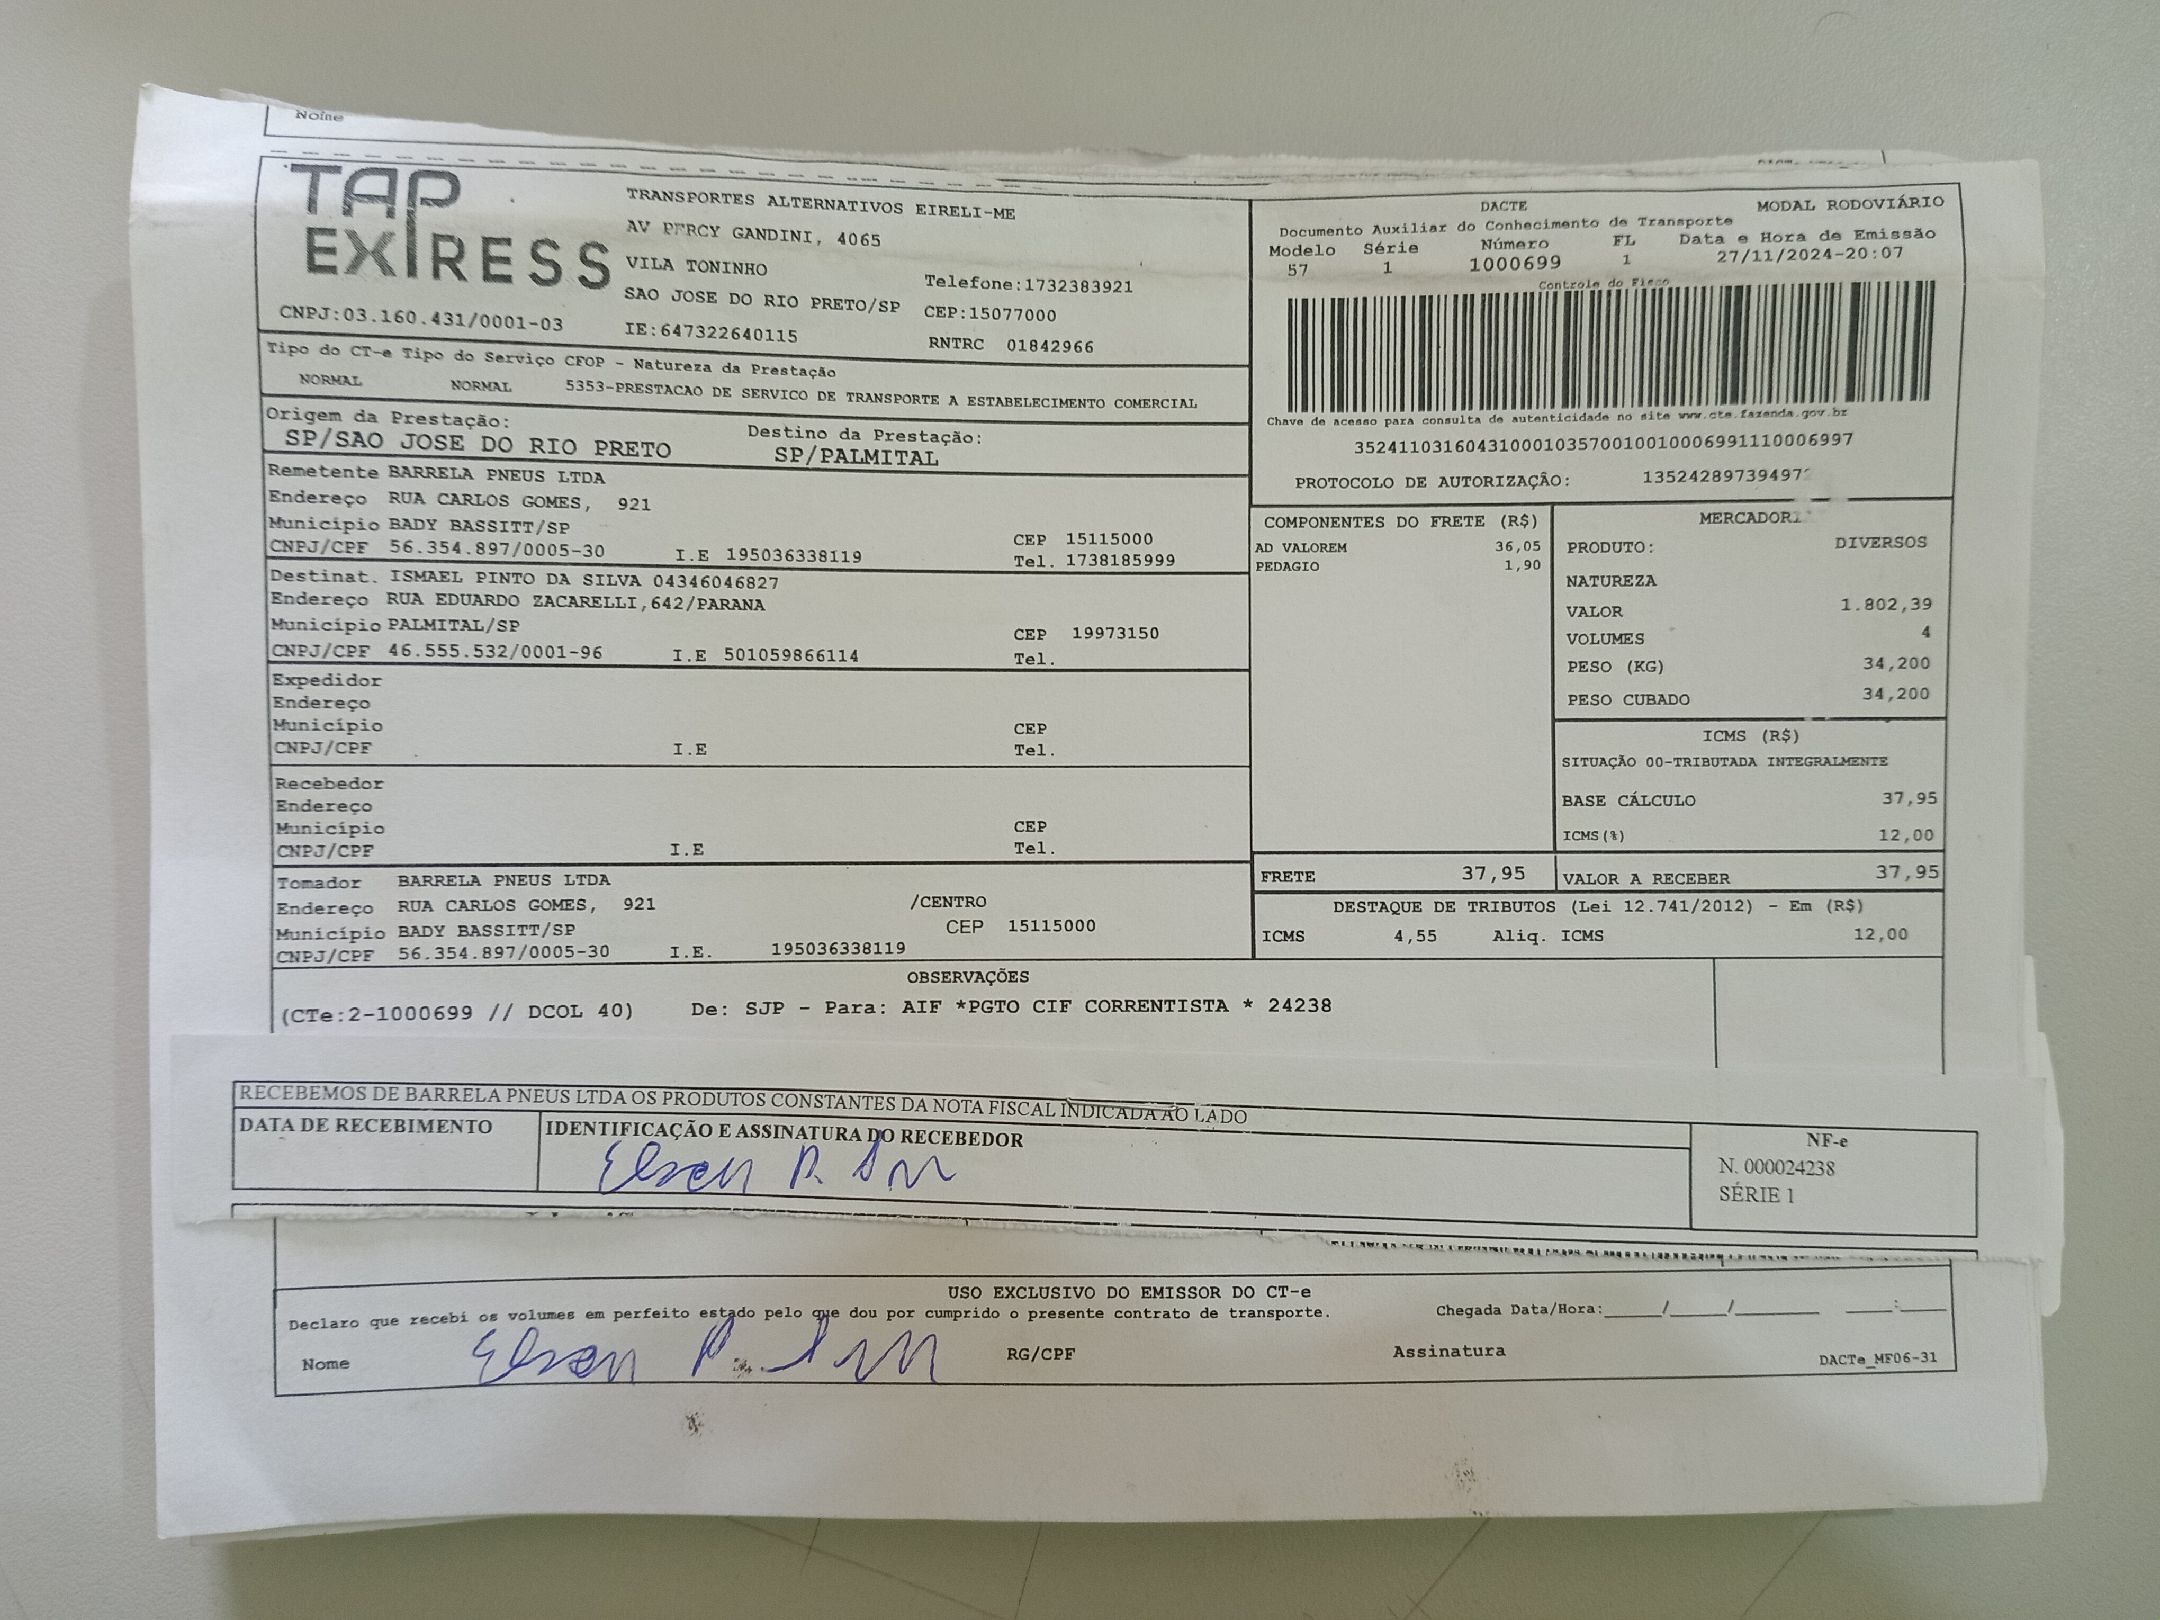 Nome
TAP
EXPRESS
CNPJ:03.160.431/0001-03
TRANSPORTES ALTERNATIVOS EIRELI-ME
AV PERCY GANDINI, 4065
VILA TONINHO
Telefone:1732383921
SAO JOSE DO RIO PRETO/SP CEP:15077000
IE:647322640115 RNTRC 01842966
DACTE MODAL RODOVIÁRIO
Documento Auxiliar do Conhecimento de Transporte
Modelo Série Número FL Data e Hora de Emissão
57 1 1000699 1 27/11/2024-20:07
Controle do Fisco
Chave de acesso para consulta de autenticidade no site www.cte.fazenda.gov.br
35241103160431000103570010010006991110006997
PROTOCOLO DE AUTORIZAÇÃO:
Tipo do CT-e Tipo do Serviço CFOP - Natureza da Prestação
NORMAL NORMAL 5353-PRESTACAO DE SERVICO DE TRANSPORTE A ESTABELECIMENTO COMERCIAL
Origem da Prestação: Destino da Prestação:
SP/SAO JOSE DO RIO PRETO SP/PALMITAL
Remetente BARRELA PNEUS LTDA
Endereço RUA CARLOS GOMES, 921
Município BADY BASSITT/SP CEP 15115000
CNPJ/CPF 56.354.897/0005-30 I.E 195036338119 Tel. 1738185999
Destinat. ISMAEL PINTO DA SILVA 04346046827
Endereço RUA EDUARDO ZACARELLI,642/PARANA
Município PALMITAL/SP CEP 19973150
CNPJ/CPF 46.555.532/0001-96 I.E 501059866114 Tel.
Expedidor
Endereço
Município CEP
CNPJ/CPF I.E Tel.
Recebedor
Endereço
Município CEP
CNPJ/CPF I.E Tel.
Tomador BARRELA PNEUS LTDA
Endereço RUA CARLOS GOMES, 921 /CENTRO
Município BADY BASSITT/SP CEP 15115000
CNPJ/CPF 56.354.897/0005-30 I.E. 195036338119
COMPONENTES DO FRETE (R$)
AD VALOREM 36,05
PEDAGIO 1,90
PRODUTO: DIVERSOS
NATUREZA
VALOR 1.802,39
VOLUMES 4
PESO (KG) 34,200
PESO CUBADO 34,200
ICMS (R$)
SITUAÇÃO 00-TRIBUTADA INTEGRALMENTE
BASE CÁLCULO 37,95
ICMS(%) 12,00
FRETE 37,95 VALOR A RECEBER 37,95
DESTAQUE DE TRIBUTOS (Lei 12.741/2012) - Em (R$)
ICMS 4,55 Aliq. ICMS 12,00
OBSERVAÇÕES
(CTe:2-1000699 // DCOL 40) De: SJP - Para: AIF *PGTO CIF CORRENTISTA * 24238
RECEBEMOS DE BARRELA PNEUS LTDA OS PRODUTOS CONSTANTES DA NOTA FISCAL INDICADA AO LADO
DATA DE RECEBIMENTO IDENTIFICAÇÃO E ASSINATURA DO RECEBEDOR
NF-e
N. 000024238
SÉRIE 1
USO EXCLUSIVO DO EMISSOR DO CT-e
Declaro que recebi os volumes em perfeito estado pelo que dou por cumprido o presente contrato de transporte. Chegada Data/Hora:____/____/______ ____:____
Nome RG/CPF Assinatura
DACTe_MF06-31